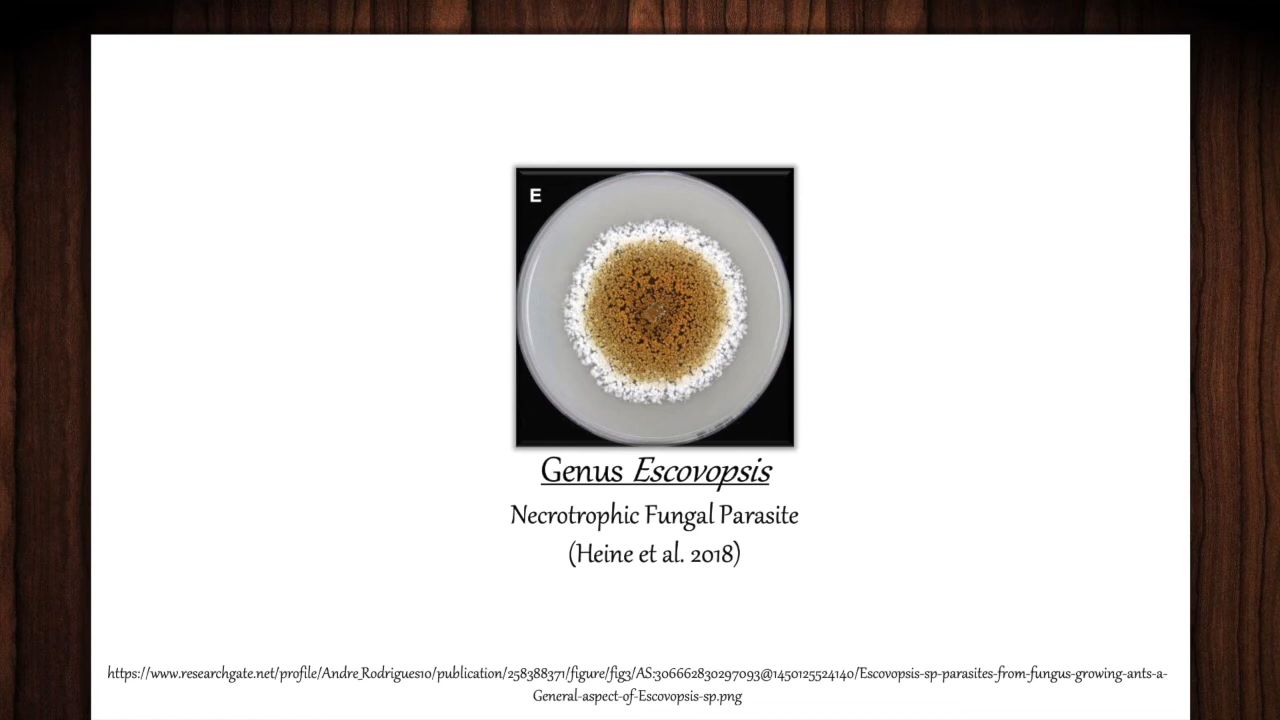 E
Genus Escovopsis
Necrotrophic Fungal Parasite
(Heine et al. 2018)
https://www.researchgate.net/profile/Andre_Rodrigues10/publication/258388371/figure/fig3/AS:306662830297093@1450125524140/Escovopsis-sp-parasites-from-fungus-growing-ants-a-
General-aspect-of-Escovopsis-sp.png